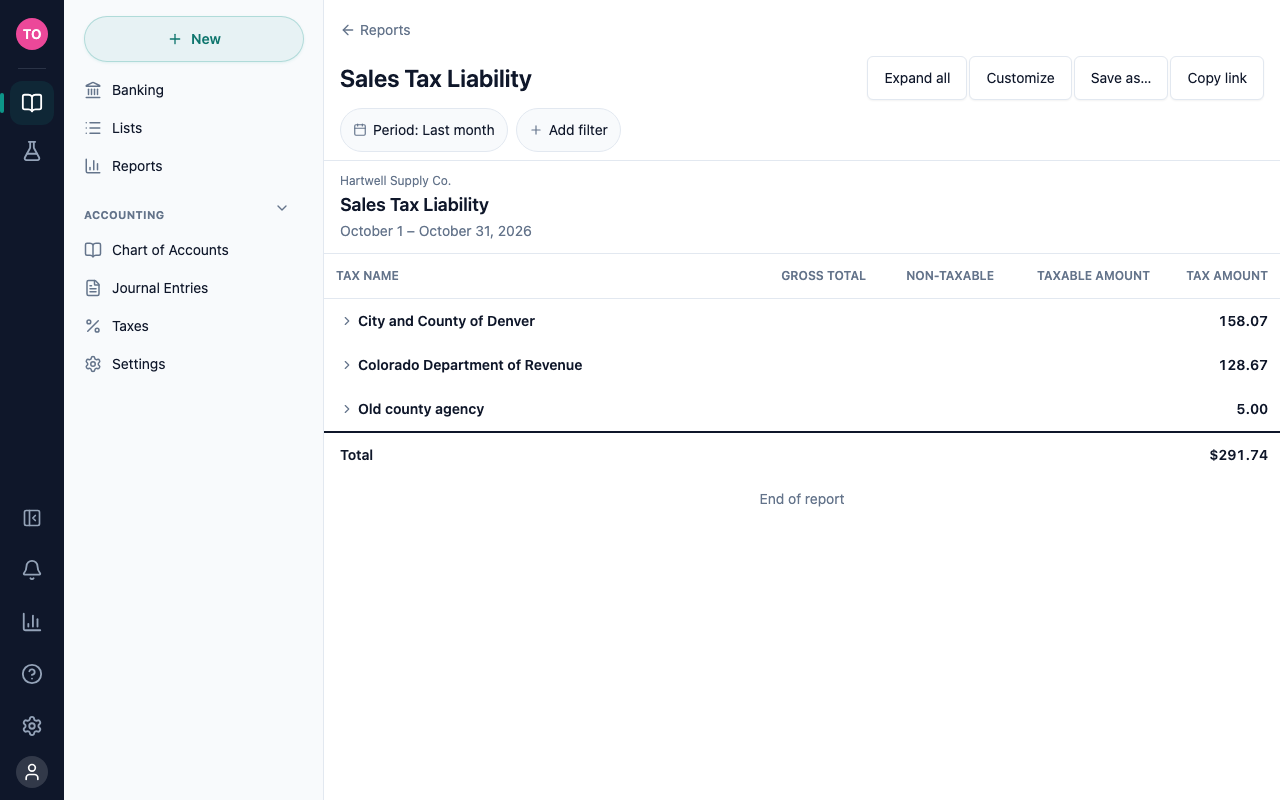 TO
New
Banking
Lists
Reports
ACCOUNTING
Chart of Accounts
Journal Entries
Taxes
Settings
Reports
Sales Tax Liability
Expand all
Customize
Save as...
Copy link
Period: Last month
Add filter
Hartwell Supply Co.
Sales Tax Liability
October 1 – October 31, 2026
TAX NAME GROSS TOTAL NON-TAXABLE TAXABLE AMOUNT TAX AMOUNT
City and County of Denver 158.07
Colorado Department of Revenue 128.67
Old county agency 5.00
Total $291.74
End of report